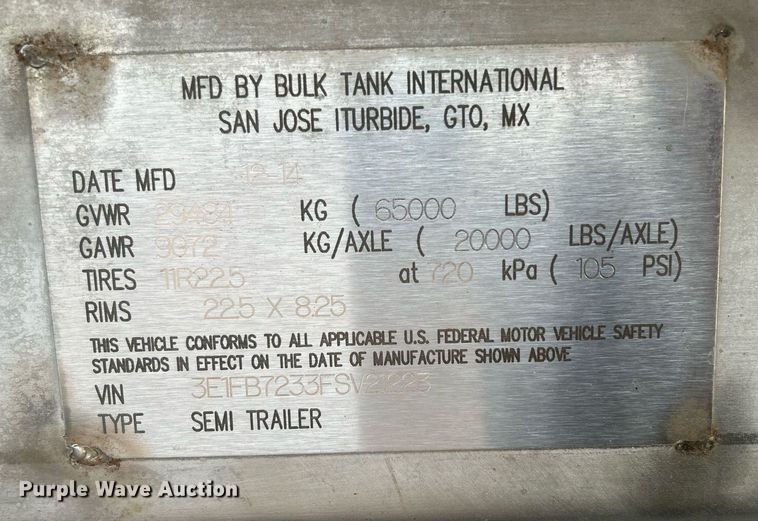 MFD BY BULK TANK INTERNATIONAL
SAN JOSE ITURBIDE, GTO, MX
DATE MFD 12-14
GVWR 29484 KG ( 65000 LBS)
GAWR 9072 KG/AXLE ( 20000 LBS/AXLE)
TIRES 11R22.5 at 720 kPa ( 105 PSI)
RIMS 22.5 X 8.25
THIS VEHICLE CONFORMS TO ALL APPLICABLE U.S. FEDERAL MOTOR VEHICLE SAFETY
STANDARDS IN EFFECT ON THE DATE OF MANUFACTURE SHOWN ABOVE
VIN
TYPE SEMI TRAILER
Purple Wave Auction